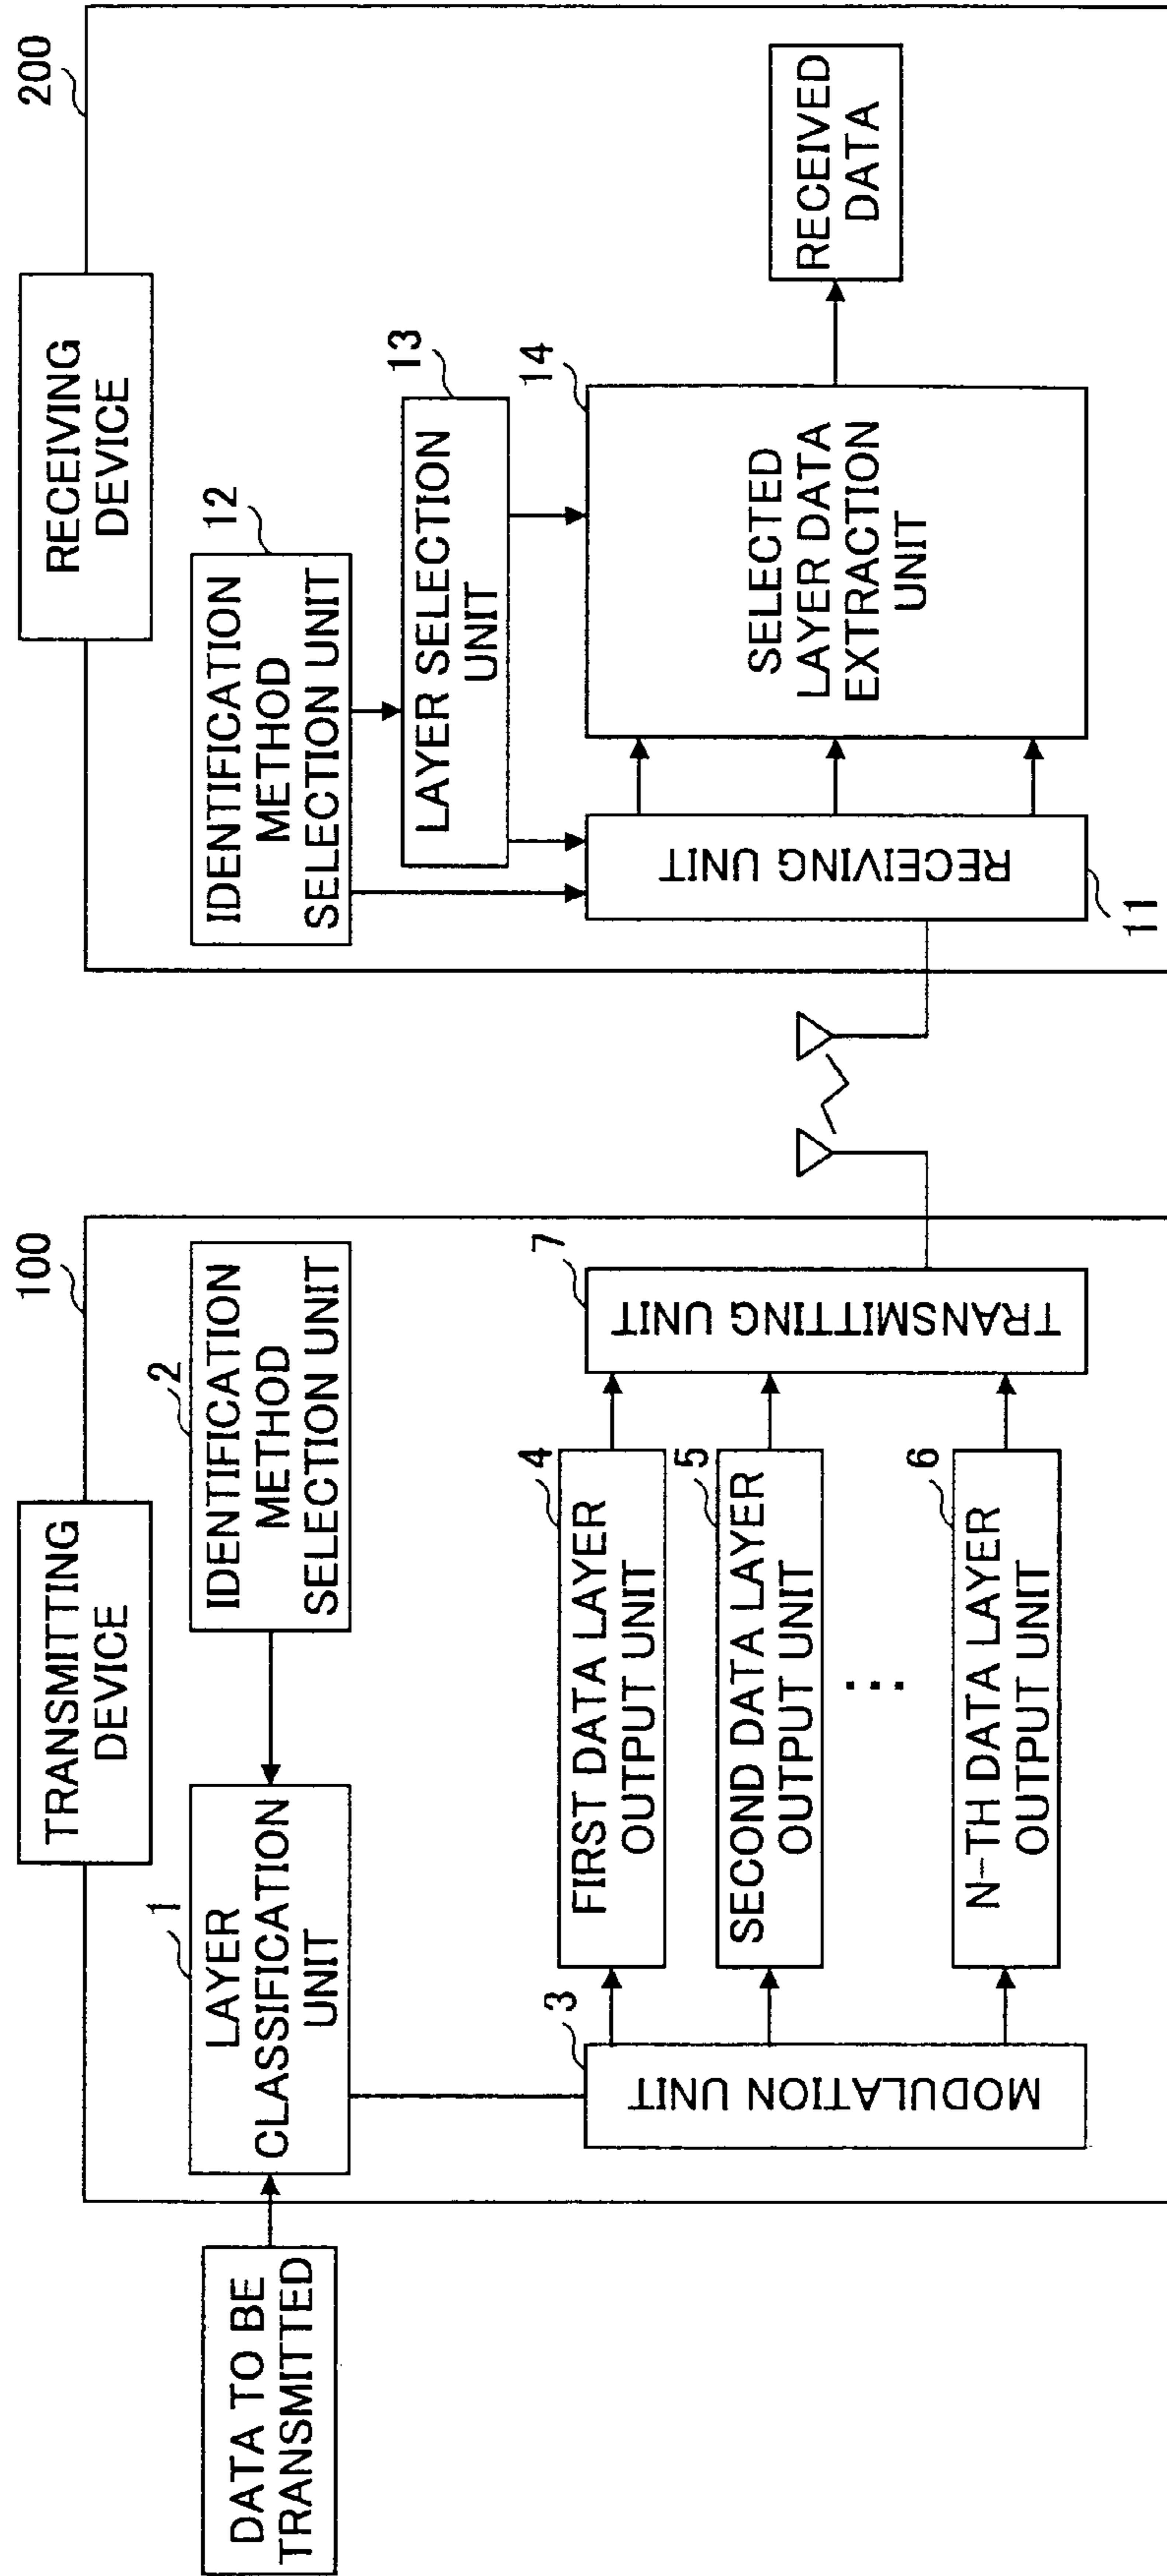 DATA TO BE
TRANSMITTED
TRANSMITTING
DEVICE
100
1
LAYER
CLASSIFICATION
UNIT
2
IDENTIFICATION
METHOD
SELECTION UNIT
3
MODULATION UNIT
4
FIRST DATA LAYER
OUTPUT UNIT
5
SECOND DATA LAYER
OUTPUT UNIT
...
6
N-TH DATA LAYER
OUTPUT UNIT
7
TRANSMITTING UNIT
RECEIVING
DEVICE
200
12
IDENTIFICATION
METHOD
SELECTION UNIT
13
LAYER SELECTION
UNIT
11
RECEIVING UNIT
14
SELECTED
LAYER DATA
EXTRACTION
UNIT
RECEIVED
DATA